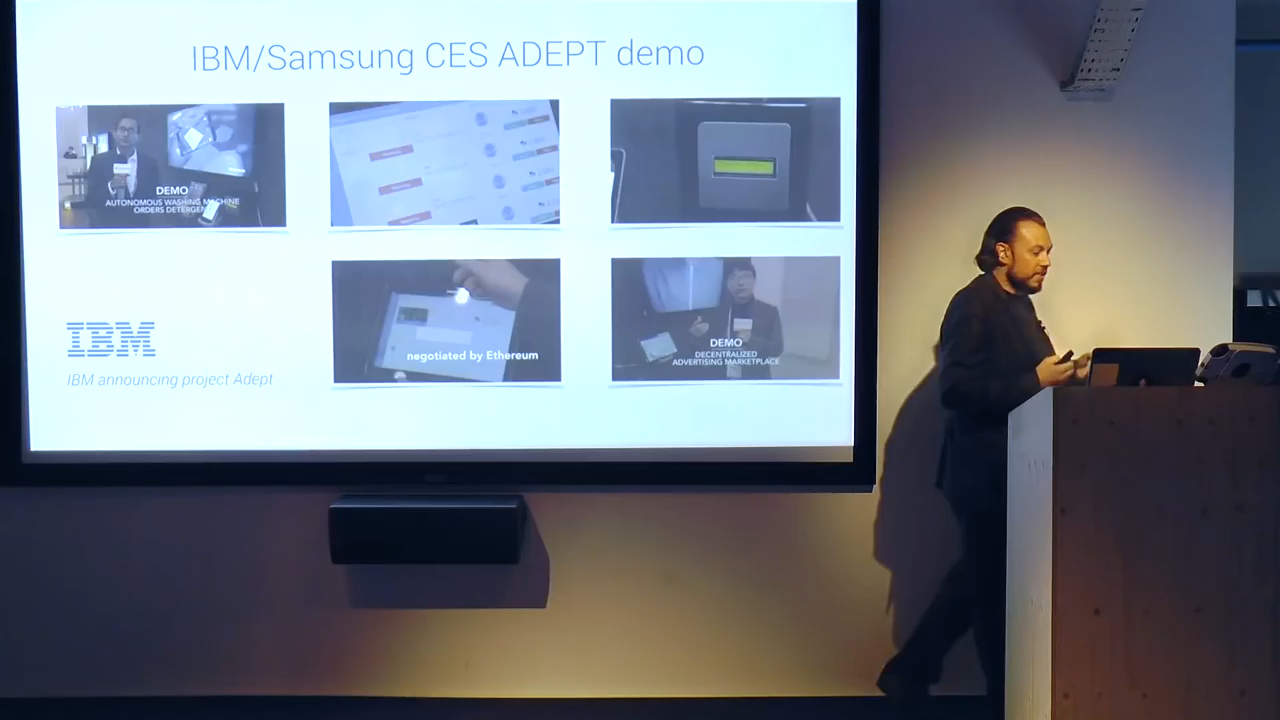 IBM/Samsung CES ADEPT demo
DEMO
AUTONOMOUS WASHING MACHINE
ORDERS DETERGENT
negotiated by Ethereum
DEMO
DECENTRALIZED
ADVERTISING MARKETPLACE
IBM
IBM announcing project Adept